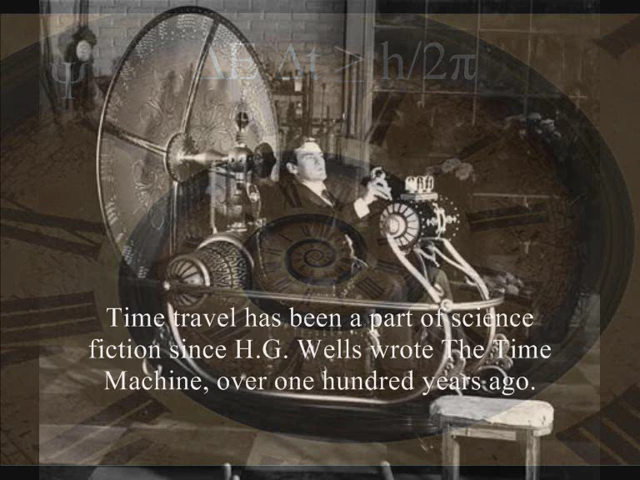 ΔE Δt ≥ h/2π
Time travel has been a part of science
fiction since H.G. Wells wrote The Time
Machine, over one hundred years ago.